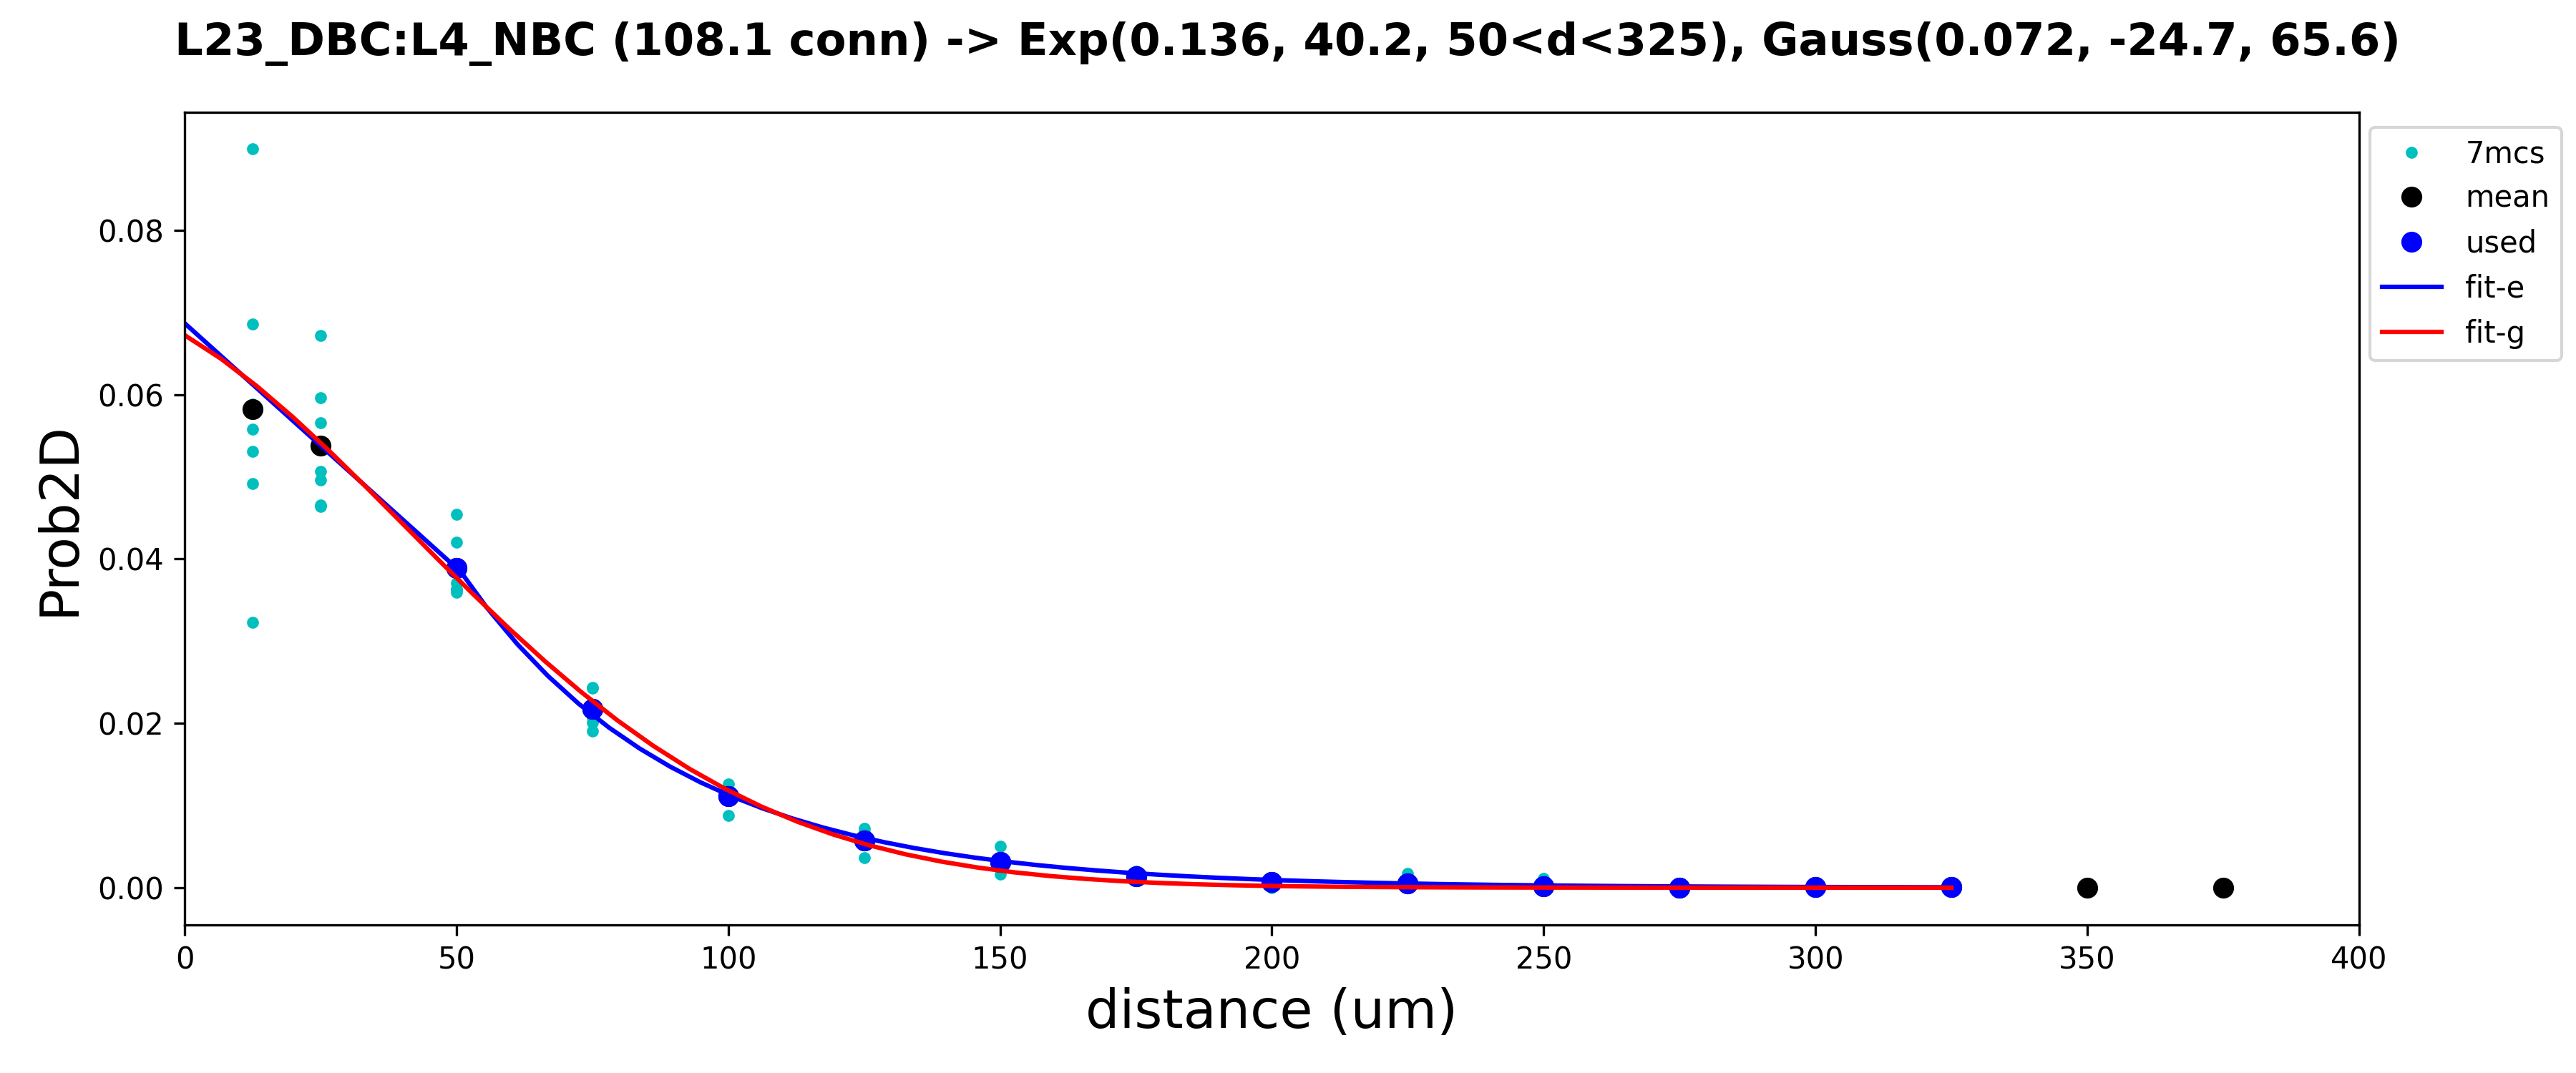 L23_DBC:L4_NBC (108.1 conn) -> Exp(0.136, 40.2, 50<d<325), Gauss(0.072, -24.7, 65.6)
7mcs
mean
used
fit-e
fit-g
0.08
0.06
0.04
0.02
0.00
Prob2D
0 50 100 150 200 250 300 350 400
distance (um)